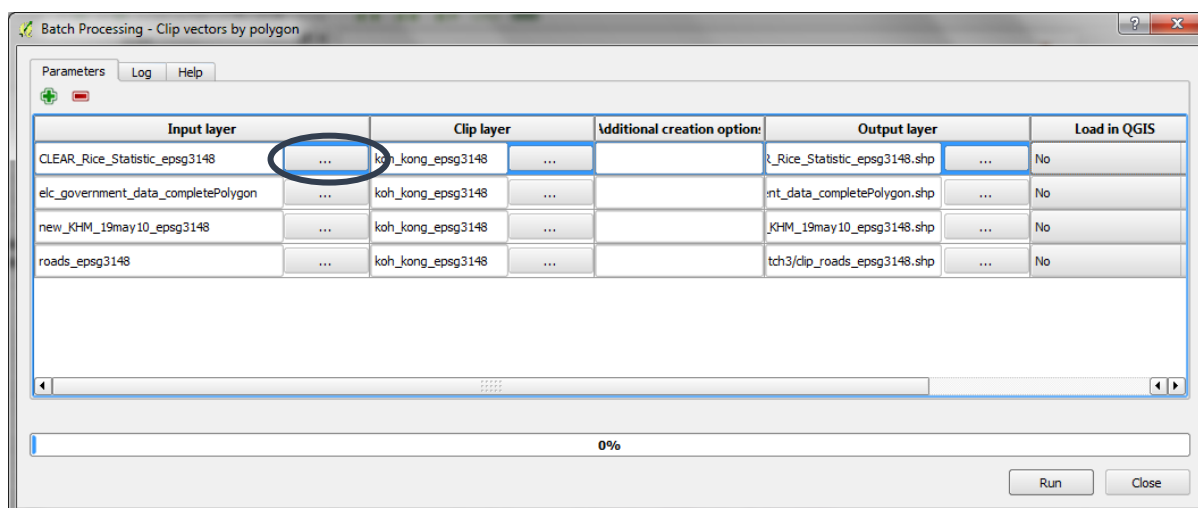 Batch Processing - Clip vectors by polygon
? x
Parameters Log Help
Input layer Clip layer Additional creation options Output layer Load in QGIS
CLEAR_Rice_Statistic_epsg3148 ... koh_kong_epsg3148 ... R_Rice_Statistic_epsg3148.shp ... No
elc_government_data_completePolygon ... koh_kong_epsg3148 ... ent_data_completePolygon.shp ... No
new_KHM_19may10_epsg3148 ... koh_kong_epsg3148 ... _KHM_19may10_epsg3148.shp ... No
roads_epsg3148 ... koh_kong_epsg3148 ... tch3/clip_roads_epsg3148.shp ... No
0%
Run Close